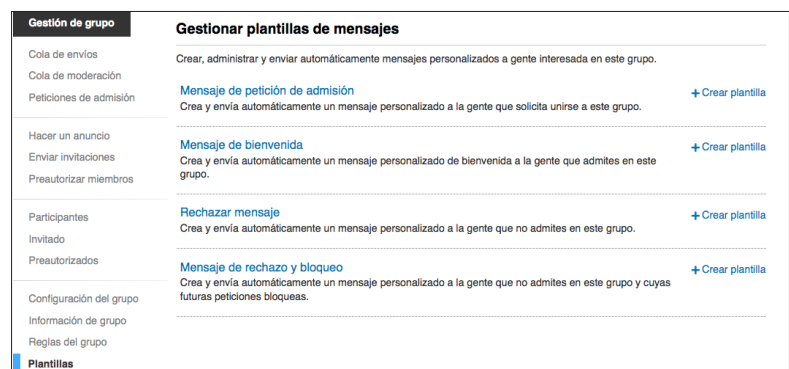 Gestión de grupo
Cola de envíos
Cola de moderación
Peticiones de admisión
Hacer un anuncio
Enviar invitaciones
Preautorizar miembros
Participantes
Invitado
Preautorizados
Configuración del grupo
Información de grupo
Reglas del grupo
Plantillas
Gestionar plantillas de mensajes
Crear, administrar y enviar automáticamente mensajes personalizados a gente interesada en este grupo.
Mensaje de petición de admisión
+ Crear plantilla
Crea y envía automáticamente un mensaje personalizado a la gente que solicita unirse a este grupo.
Mensaje de bienvenida
+ Crear plantilla
Crea y envía automáticamente un mensaje personalizado de bienvenida a la gente que admites en este
grupo.
Rechazar mensaje
+ Crear plantilla
Crea y envía automáticamente un mensaje personalizado a la gente que no admites en este grupo.
Mensaje de rechazo y bloqueo
+ Crear plantilla
Crea y envía automáticamente un mensaje personalizado a la gente que no admites en este grupo y cuyas
futuras peticiones bloqueas.